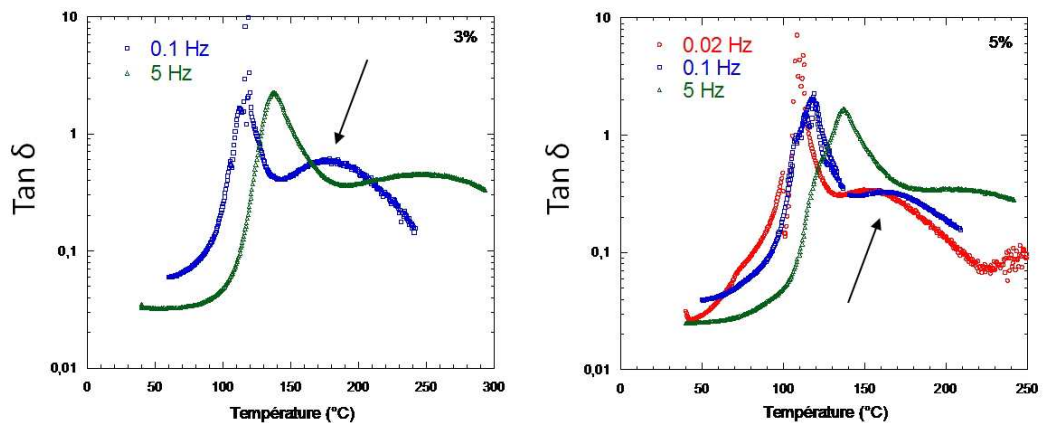 10
3%
0.1 Hz
5 Hz
1
Tan δ
0,1
0,01
0 50 100 150 200 250 300
Température (°C)
10
5%
0.02 Hz
0.1 Hz
5 Hz
1
Tan δ
0,1
0,01
0 50 100 150 200 250
Température (°C)